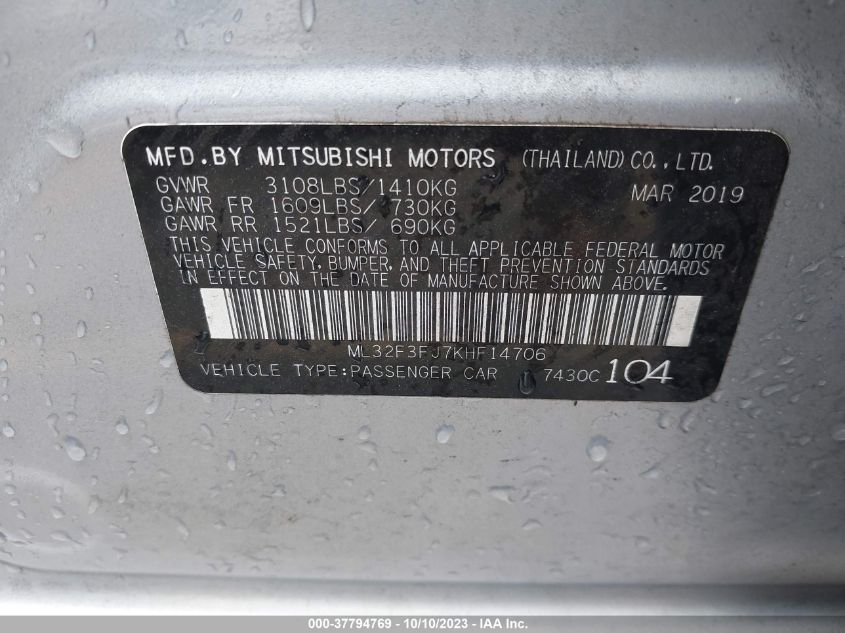 MFD.BY MITSUBISHI MOTORS (THAILAND)CO.,LTD.
GVWR 3108LBS/1410KG MAR 2019
GAWR FR 1609LBS/ 730KG
GAWR RR 1521LBS/ 690KG
THIS VEHICLE CONFORMS TO ALL APPLICABLE FEDERAL MOTOR
VEHICLE SAFETY, BUMPER, AND THEFT PREVENTION STANDARDS
IN EFFECT ON THE DATE OF MANUFACTURE SHOWN ABOVE.
ML32F3FJ7KHF14706
VEHICLE TYPE:PASSENGER CAR 7430C 104
000-37794769 - 10/10/2023 - IAA Inc.